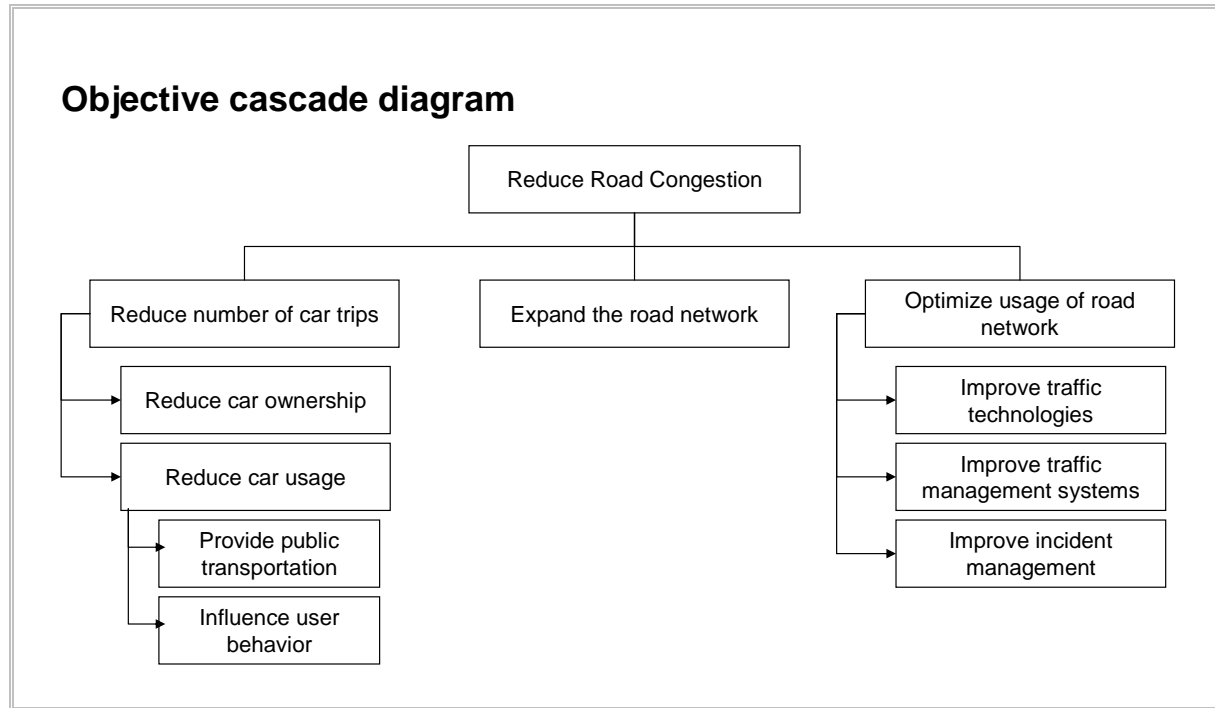 Objective cascade diagram
Reduce Road Congestion
Reduce number of car trips
Expand the road network
Optimize usage of road
network
Reduce car ownership
Reduce car usage
Provide public
transportation
Influence user
behavior
Improve traffic
technologies
Improve traffic
management systems
Improve incident
management